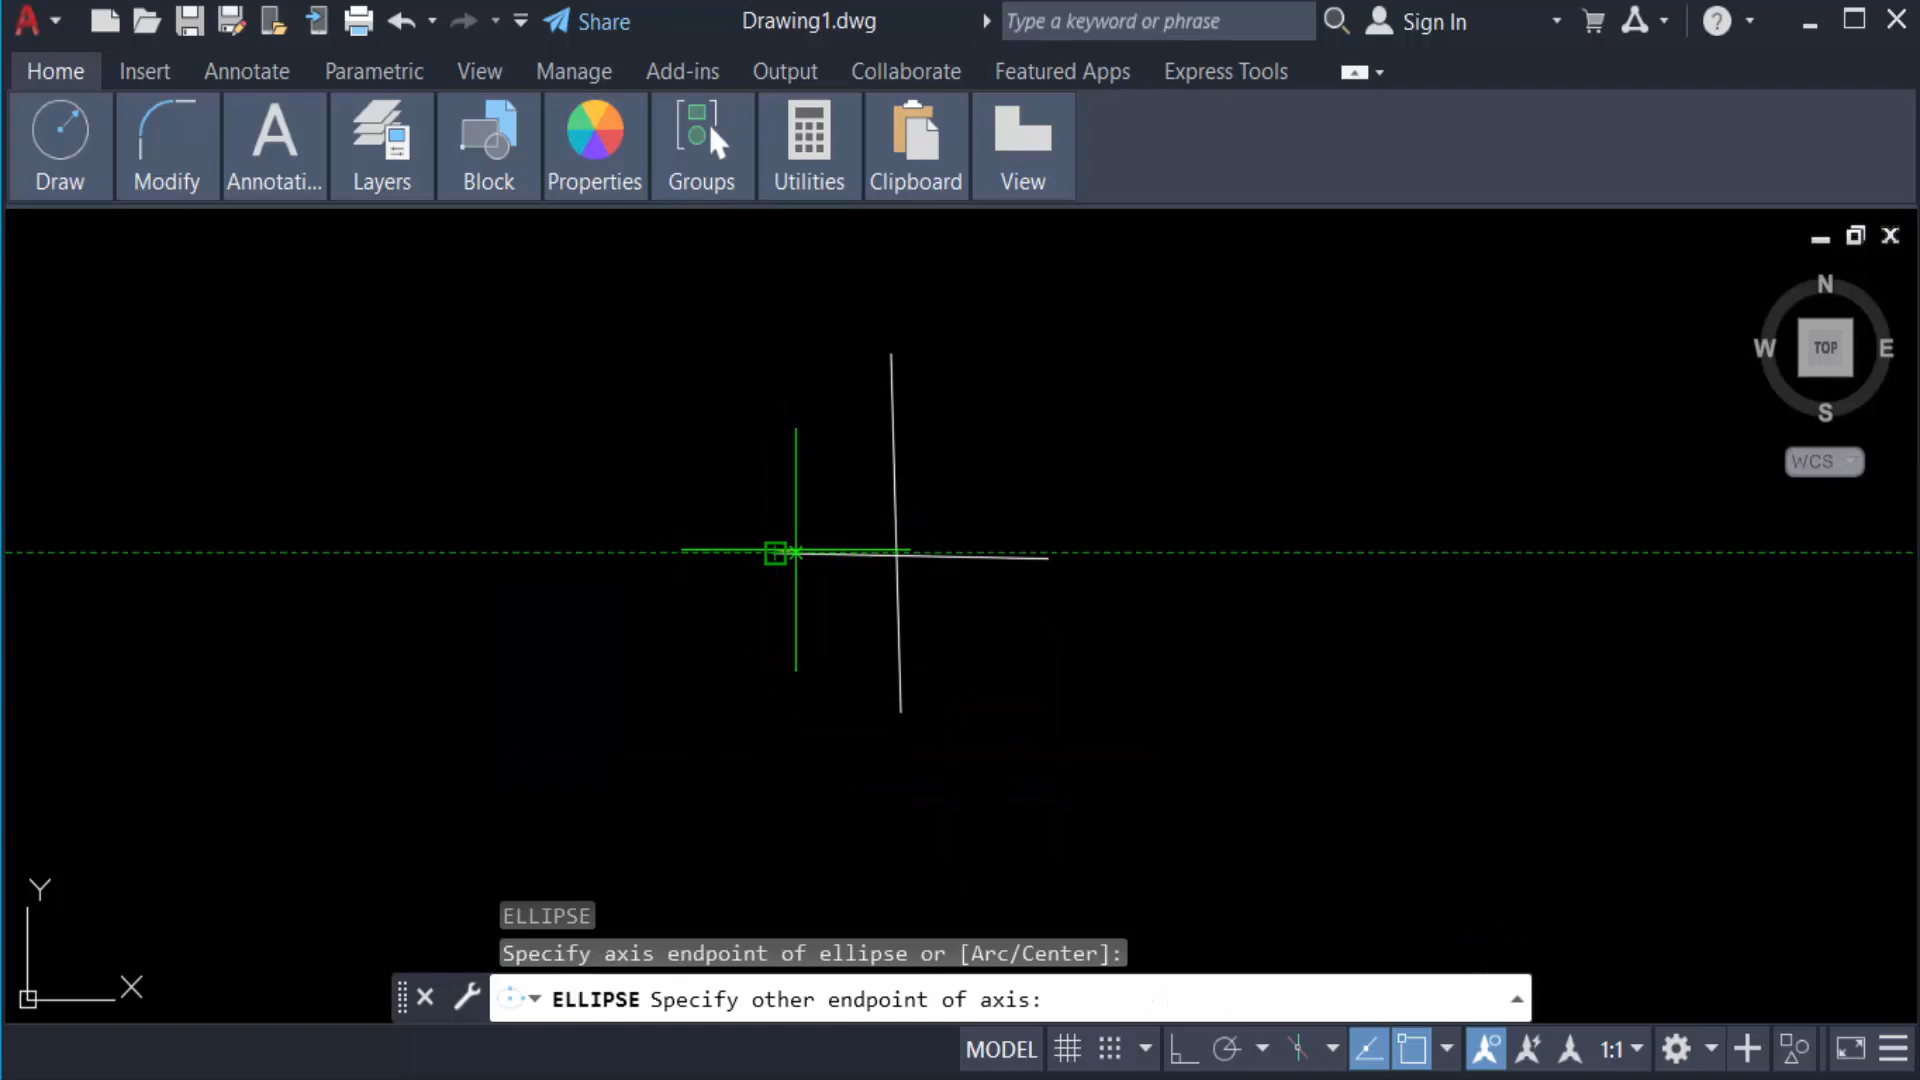 Share
Drawing1.dwg
Type a keyword or phrase
Sign In
Home
Insert
Annotate
Parametric
View
Manage
Add-ins
Output
Collaborate
Featured Apps
Express Tools
Draw
Modify
Annotati...
Layers
Block
Properties
Groups
Utilities
Clipboard
View
N
W
TOP
E
S
WCS
Y
X
ELLIPSE
Specify axis endpoint of ellipse or [Arc/Center]:
ELLIPSE Specify other endpoint of axis:
MODEL
1:1